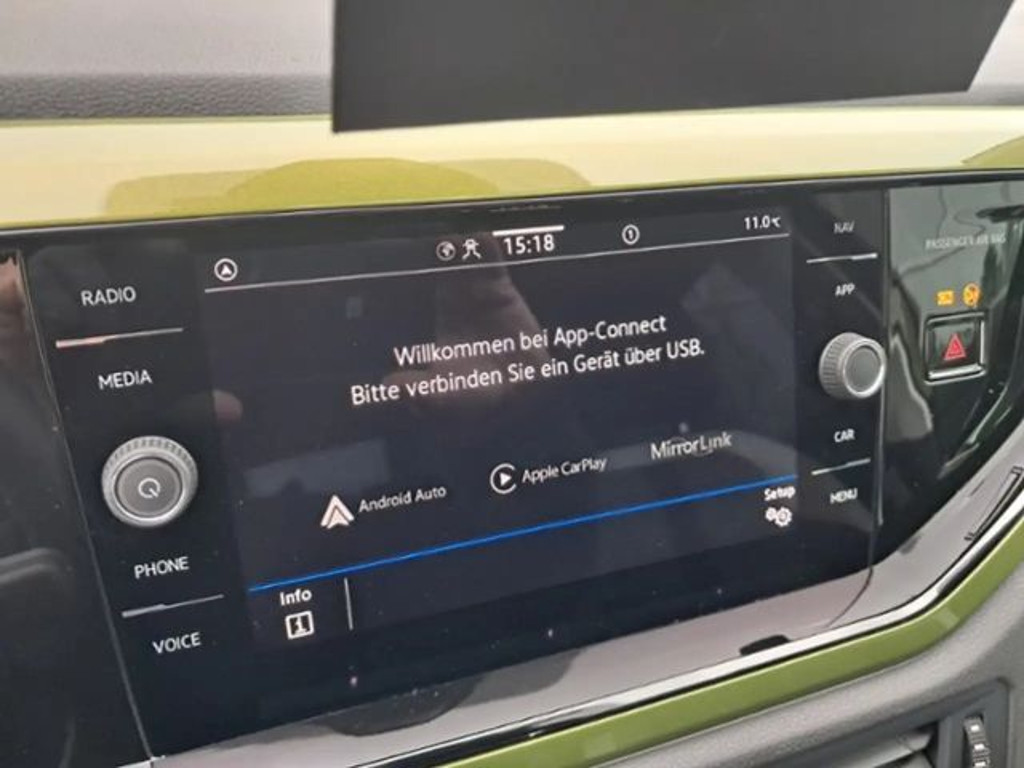 15:18
1
11.0°C
Willkommen bei App-Connect
Bitte verbinden Sie ein Gerät über USB.
Android Auto
Apple CarPlay
MirrorLink
Setup
Info
RADIO
MEDIA
PHONE
VOICE
NAV
APP
CAR
MENU
PASSENGER AIR BAG